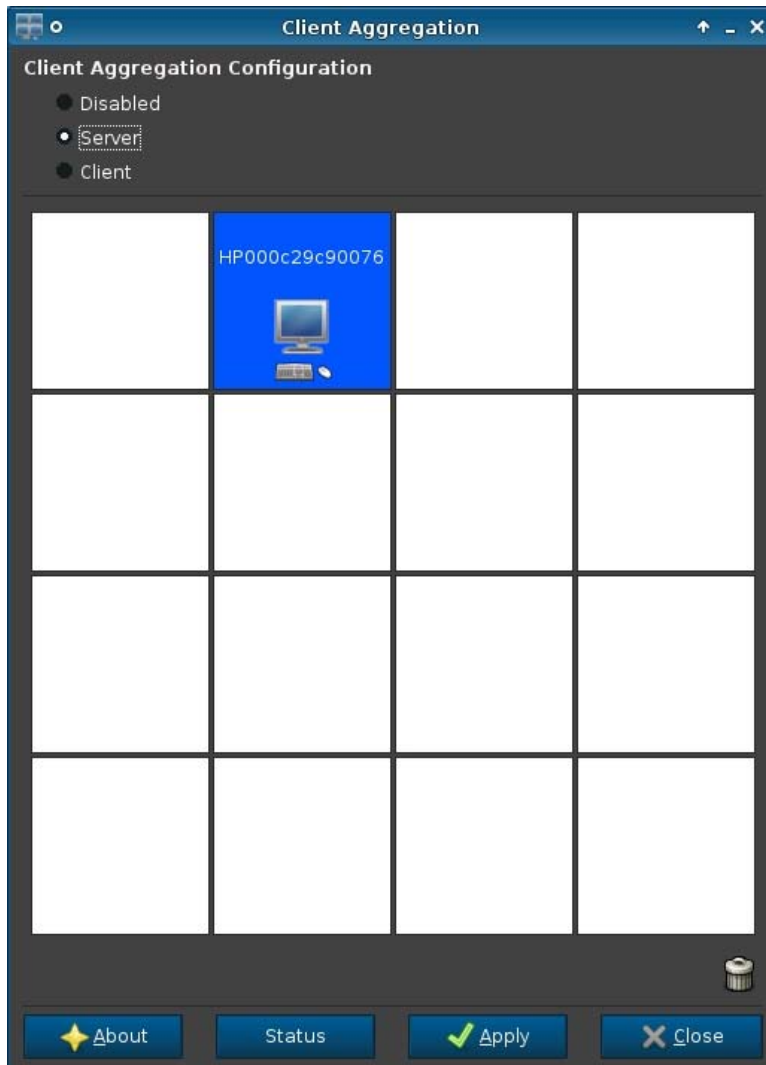 Client Aggregation
Client Aggregation Configuration
Disabled
Server
Client
HP000c29c90076
About
Status
Apply
Close